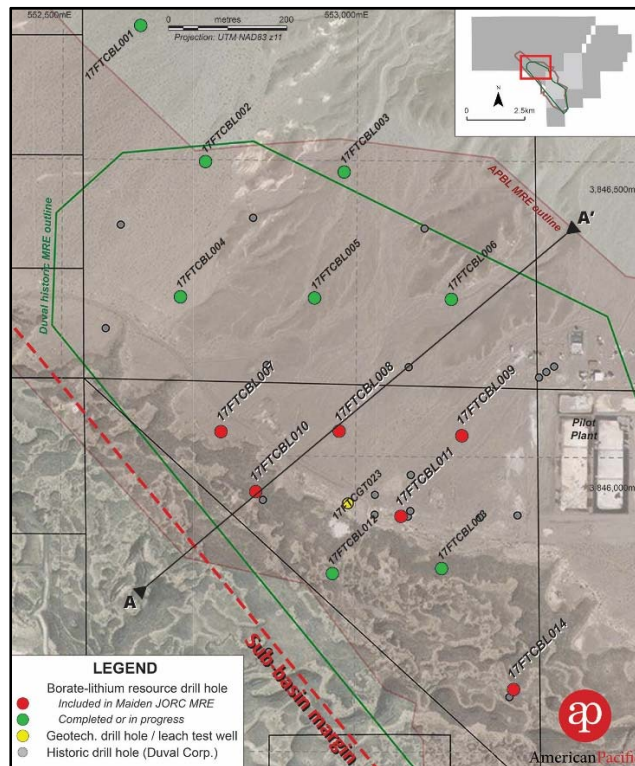 552,500mE
0
metres
200
553,000mE
Projection: UTM NAD83 z11
17FTCBL001
N
0
2.5km
17FTCBL002
17FTCBL003
3,846,500mN
APBL MRE outline
A'
Duval historic MRE outline
17FTCBL004
17FTCBL005
17FTCBL006
17FTCBL007
17FTCBL008
17FTCBL009
17FTCBL010
17FTCBL011
Pilot
Plant
17FTCGT023
3,846,000mN
17FTCBL012
A
Sub-basin margin
17FTCBL014
LEGEND
Borate-lithium resource drill hole
Included in Maiden JORC MRE
Completed or in progress
Geotech. drill hole / leach test well
Historic drill hole (Duval Corp.)
ap
AmericanPacific